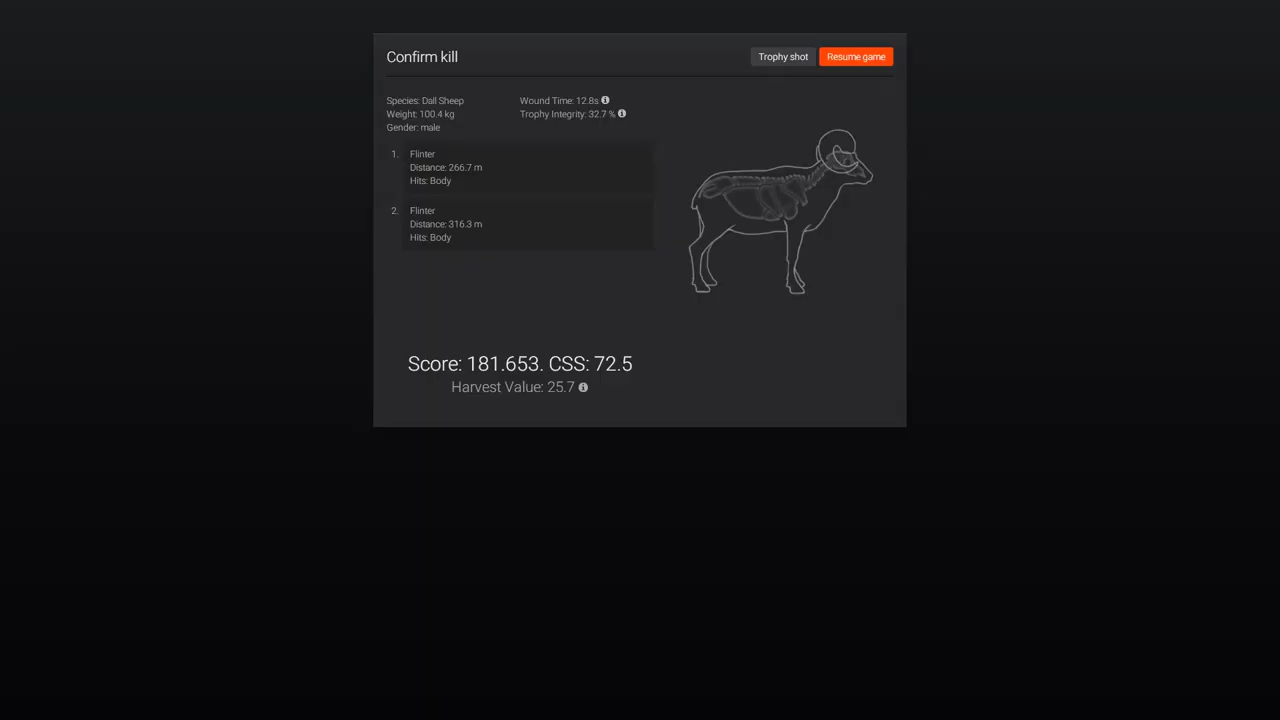 Confirm kill
Trophy shot
Resume game
Species: Dall Sheep
Weight: 100.4 kg
Gender: male
Wound Time: 12.8s
Trophy Integrity: 32.7 %
1. Flinter
Distance: 266.7 m
Hits: Body
2. Flinter
Distance: 316.3 m
Hits: Body
Score: 181.653. CSS: 72.5
Harvest Value: 25.7